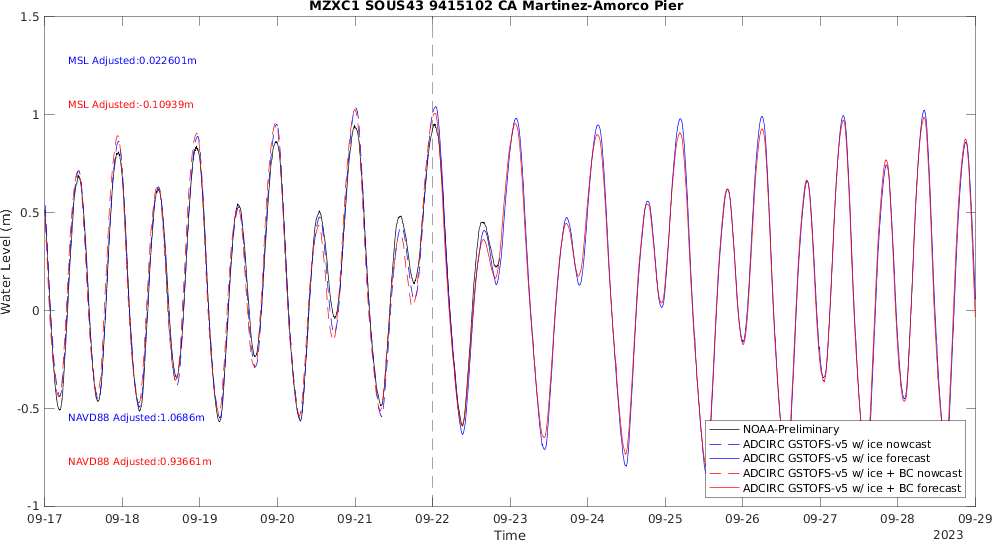 MZXC1 SOUS43 9415102 CA Martinez-Amorco Pier
1.5
MSL Adjusted:0.022601m
MSL Adjusted:-0.10939m
1
0.5
Water Level (m)
0
-0.5
NAVD88 Adjusted:1.0686m
NAVD88 Adjusted:0.93661m
NOAA-Preliminary
ADCIRC GSTOFS-v5 w/ ice nowcast
ADCIRC GSTOFS-v5 w/ ice forecast
ADCIRC GSTOFS-v5 w/ ice + BC nowcast
ADCIRC GSTOFS-v5 w/ ice + BC forecast
-1
09-17 09-18 09-19 09-20 09-21 09-22 09-23 09-24 09-25 09-26 09-27 09-28 09-29
Time
2023